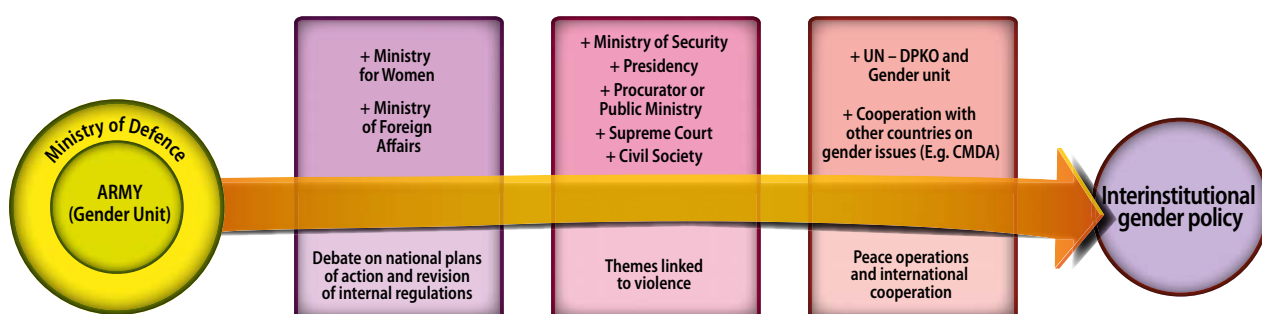 Ministry of Defence
ARMY
(Gender Unit)
+ Ministry
for Women
+ Ministry
of Foreign
Affairs
Debate on national plans
of action and revision
of internal regulations
+ Ministry of Security
+ Presidency
+ Procurator or
Public Ministry
+ Supreme Court
+ Civil Society
Themes linked
to violence
+ UN – DPKO and
Gender unit
+ Cooperation with
other countries on
gender issues (E.g. CMDA)
Peace operations
and international
cooperation
Interinstitutional
gender policy